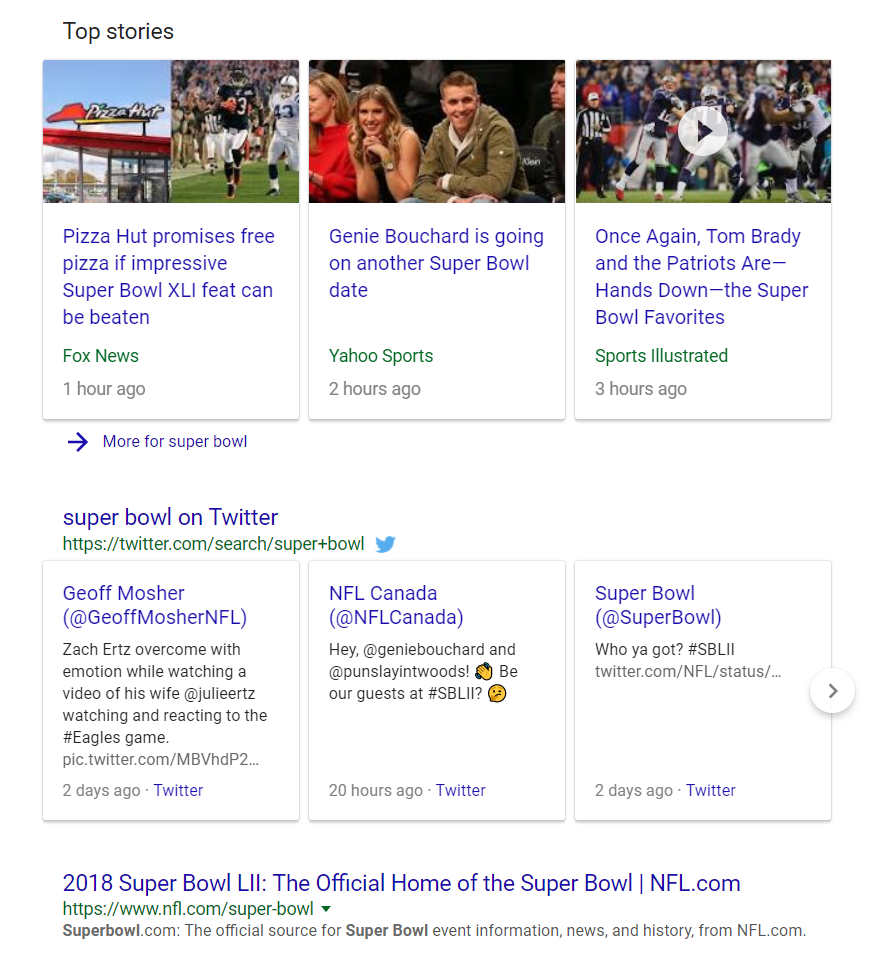 Top stories
Pizza Hut
3
43
12
Klein
Pizza Hut promises free
pizza if impressive
Super Bowl XLI feat can
be beaten
Fox News
1 hour ago
Genie Bouchard is going
on another Super Bowl
date
Yahoo Sports
2 hours ago
Once Again, Tom Brady
and the Patriots Are—
Hands Down—the Super
Bowl Favorites
Sports Illustrated
3 hours ago
More for super bowl
super bowl on Twitter
https://twitter.com/search/super+bowl
Geoff Mosher
(@GeoffMosherNFL)
Zach Ertz overcome with
emotion while watching a
video of his wife @julieertz
watching and reacting to the
#Eagles game.
pic.twitter.com/MBVhdP2…
2 days ago · Twitter
NFL Canada
(@NFLCanada)
Hey, @geniebouchard and
@punslayintwoods! 👏 Be
our guests at #SBLII? 🤔
20 hours ago · Twitter
Super Bowl
(@SuperBowl)
Who ya got? #SBLII
twitter.com/NFL/status/…
2 days ago · Twitter
2018 Super Bowl LII: The Official Home of the Super Bowl | NFL.com
https://www.nfl.com/super-bowl
Superbowl.com: The official source for Super Bowl event information, news, and history, from NFL.com.